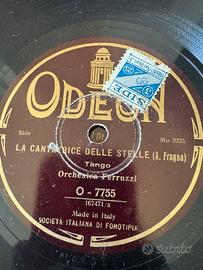 ODEON
Side
Mo 3335
LA CANTATRICE DELLE STELLE (A. Fragna)
Tango
Orchestra Ferruzzi
O - 7755
167471/a
Made in Italy
SOCIETÀ ITALIANA DI FONOTIPIA
subito